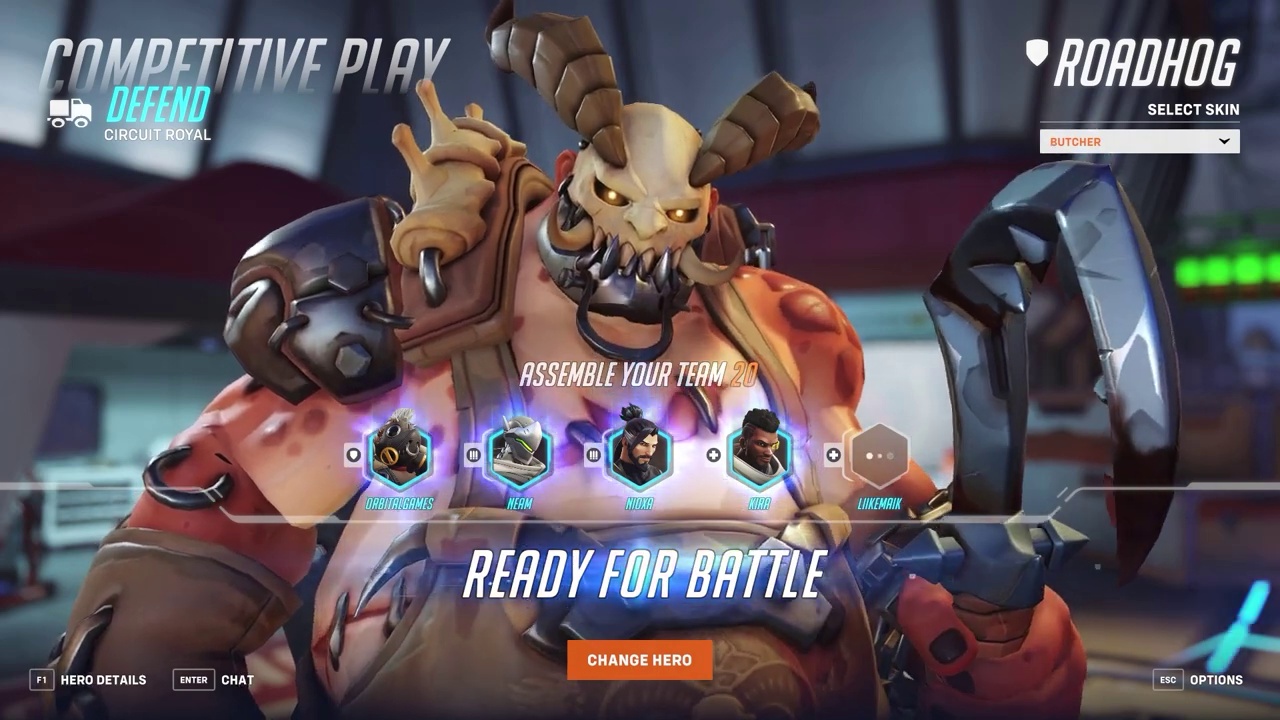 COMPETITIVE PLAY
DEFEND
CIRCUIT ROYAL
ROADHOG
SELECT SKIN
BUTCHER
ASSEMBLE YOUR TEAM 20
ORBITALGAMES
NEAM
NIOXA
KIRA
LIIKEMAIK
READY FOR BATTLE
CHANGE HERO
F1 HERO DETAILS
ENTER CHAT
ESC OPTIONS